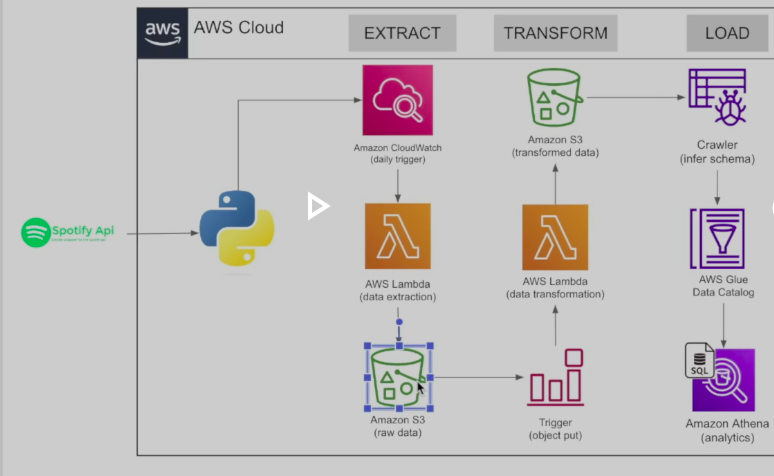 aws
AWS Cloud
EXTRACT
TRANSFORM
LOAD
Amazon CloudWatch
(daily trigger)
Amazon S3
(transformed data)
Crawler
(infer schema)
Spotify Api
AWS Lambda
(data extraction)
AWS Lambda
(data transformation)
AWS Glue
Data Catalog
SQL
Amazon S3
(raw data)
Trigger
(object put)
Amazon Athena
(analytics)